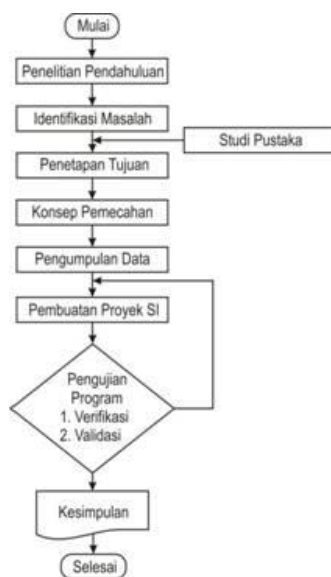 Mulai
Penelitian Pendahuluan
Identifikasi Masalah
Studi Pustaka
Penetapan Tujuan
Konsep Pemecahan
Pengumpulan Data
Pembuatan Proyek SI
Pengujian
Program
1. Verifikasi
2. Validasi
Kesimpulan
Selesai